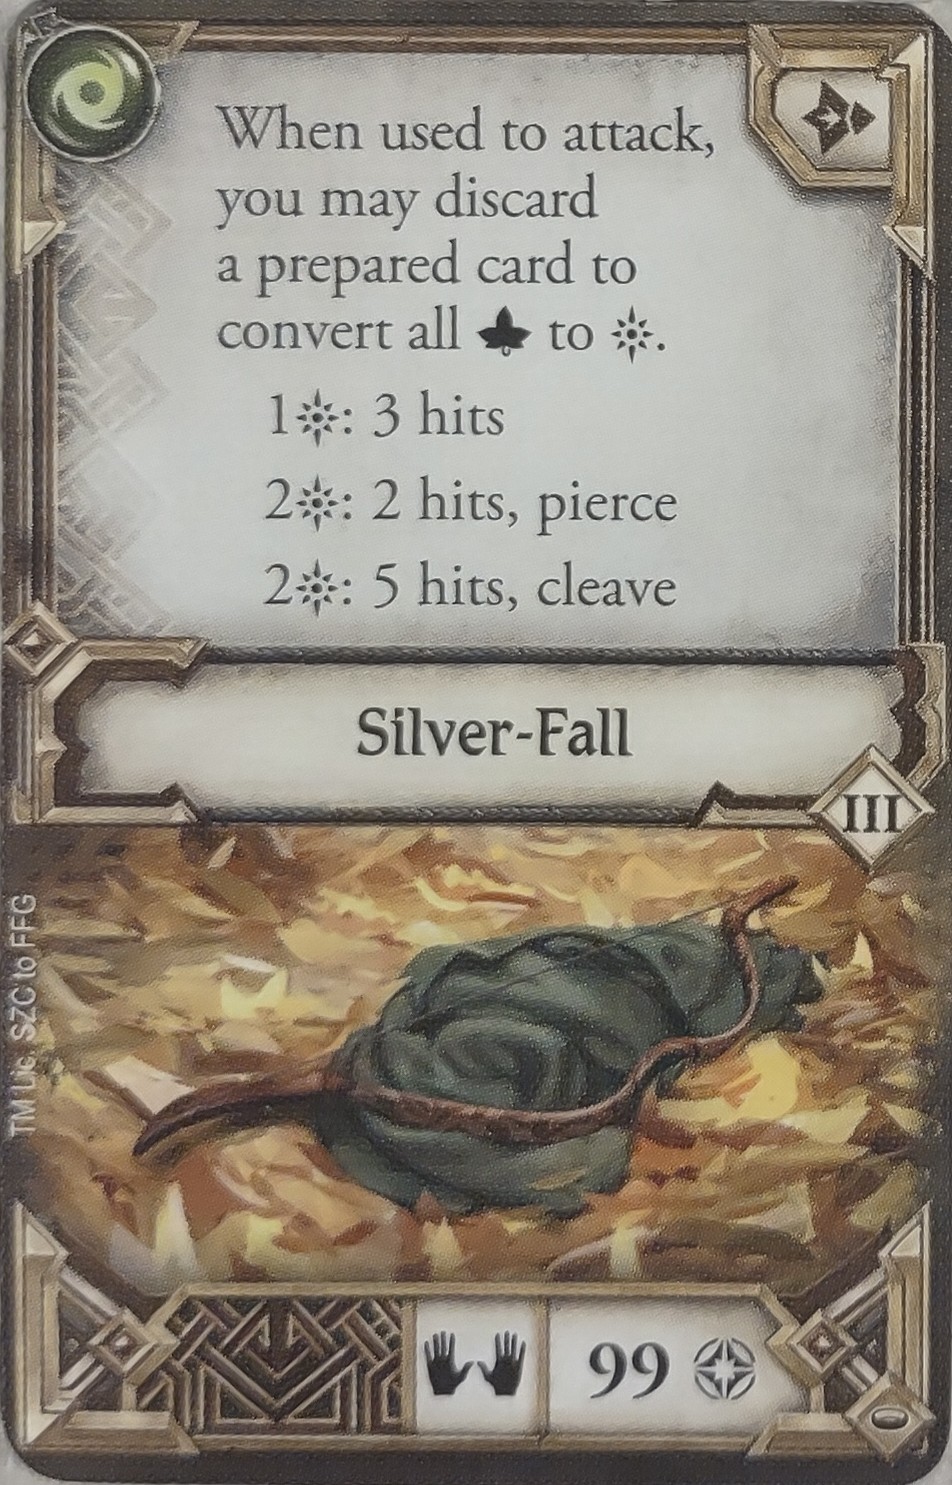 When used to attack,
you may discard
a prepared card to
convert all to .
1: 3 hits
2: 2 hits, pierce
2: 5 hits, cleave
Silver-Fall
III
TM Lic. SZC to FFG
99